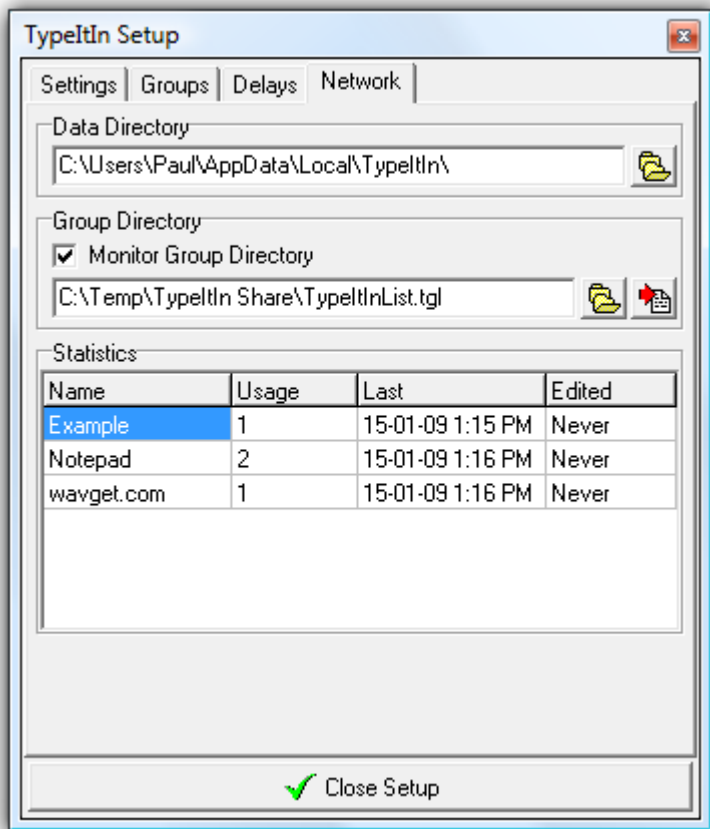 TypeItIn Setup
Settings Groups Delays Network
Data Directory
C:\Users\Paul\AppData\Local\TypeItIn\
Group Directory
Monitor Group Directory
C:\Temp\TypeItIn Share\TypeItInList.tgl
Statistics
Name Usage Last Edited
Example 1 15-01-09 1:15 PM Never
Notepad 2 15-01-09 1:16 PM Never
wavget.com 1 15-01-09 1:16 PM Never
Close Setup